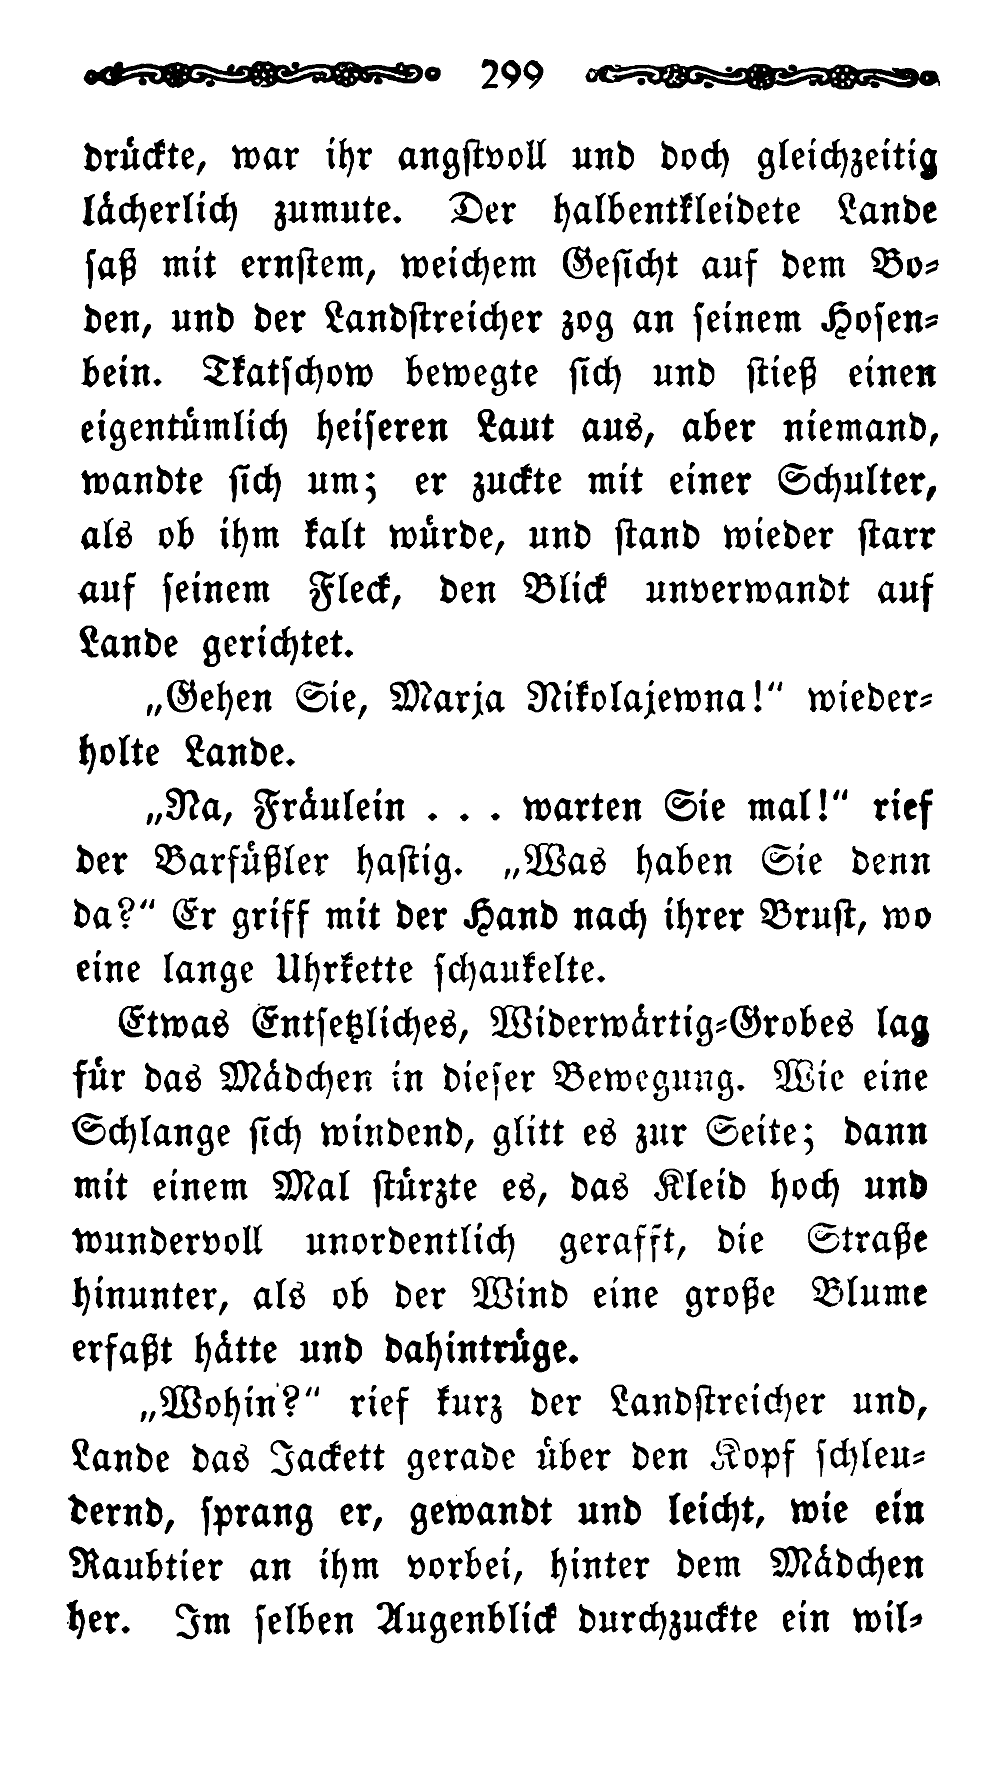 299
drückte, war ihr angstvoll und doch gleichzeitig
lächerlich zumute. Der halbentkleidete Lande
saß mit ernstem, weichem Gesicht auf dem Bo-
den, und der Landstreicher zog an seinem Hosen-
bein. Tkatschow bewegte sich und stieß einen
eigentümlich heiseren Laut aus, aber niemand,
wandte sich um; er zuckte mit einer Schulter,
als ob ihm kalt würde, und stand wieder starr
auf seinem Fleck, den Blick unverwandt auf
Lande gerichtet.
„Gehen Sie, Marja Nikolajewna!“ wieder-
holte Lande.
„Na, Fräulein . . . warten Sie mal!“ rief
der Barfüßler hastig. „Was haben Sie denn
da?“ Er griff mit der Hand nach ihrer Brust, wo
eine lange Uhrkette schaukelte.
Etwas Entsetzliches, Widerwärtig-Grobes lag
für das Mädchen in dieser Bewegung. Wie eine
Schlange sich windend, glitt es zur Seite; dann
mit einem Mal stürzte es, das Kleid hoch und
wundervoll unordentlich gerafft, die Straße
hinunter, als ob der Wind eine große Blume
erfaßt hätte und dahintrüge.
„Wohin?“ rief kurz der Landstreicher und,
Lande das Jackett gerade über den Kopf schleu-
dernd, sprang er, gewandt und leicht, wie ein
Raubtier an ihm vorbei, hinter dem Mädchen
her. Im selben Augenblick durchzuckte ein wil-